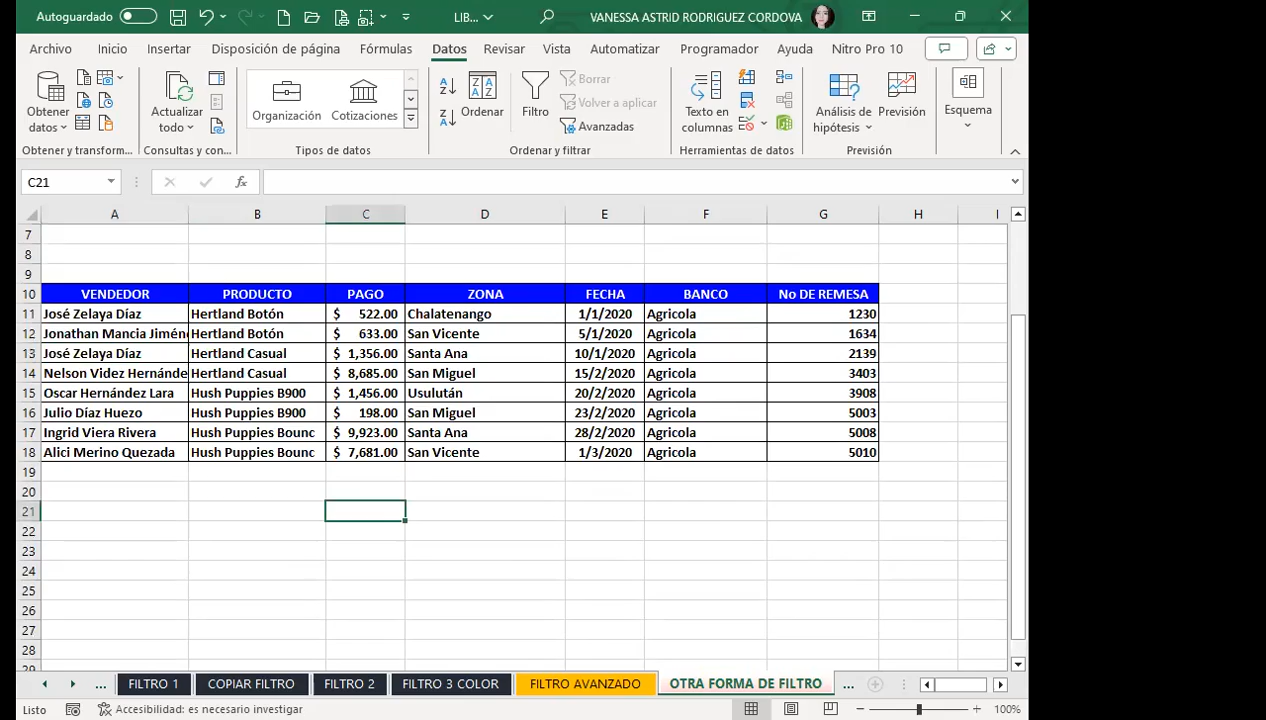 Autoguardado LIB... VANESSA ASTRID RODRIGUEZ CORDOVA
Archivo Inicio Insertar Disposición de página Fórmulas Datos Revisar Vista Automatizar Programador Ayuda Nitro Pro 10
Obtener datos
Actualizar todo
Organización Cotizaciones
Ordenar
Filtro
Borrar
Volver a aplicar
Avanzadas
Texto en columnas
Análisis de hipótesis
Previsión
Esquema
Obtener y transform... Consultas y con... Tipos de datos Ordenar y filtrar Herramientas de datos Previsión
C21 fx
A B C D E F G H I
7
8
9
10 VENDEDOR PRODUCTO PAGO ZONA FECHA BANCO No DE REMESA
11 José Zelaya Díaz Hertland Botón $ 522.00 Chalatenango 1/1/2020 Agricola 1230
12 Jonathan Mancia Jimén Hertland Botón $ 633.00 San Vicente 5/1/2020 Agricola 1634
13 José Zelaya Díaz Hertland Casual $ 1,356.00 Santa Ana 10/1/2020 Agricola 2139
14 Nelson Videz Hernánde Hertland Casual $ 8,685.00 San Miguel 15/2/2020 Agricola 3403
15 Oscar Hernández Lara Hush Puppies B900 $ 1,456.00 Usulután 20/2/2020 Agricola 3908
16 Julio Díaz Huezo Hush Puppies B900 $ 198.00 San Miguel 23/2/2020 Agricola 5003
17 Ingrid Viera Rivera Hush Puppies Bounc $ 9,923.00 Santa Ana 28/2/2020 Agricola 5008
18 Alici Merino Quezada Hush Puppies Bounc $ 7,681.00 San Vicente 1/3/2020 Agricola 5010
19
20
21
22
23
24
25
26
27
28
29
... FILTRO 1 COPIAR FILTRO FILTRO 2 FILTRO 3 COLOR FILTRO AVANZADO OTRA FORMA DE FILTRO ...
Listo Accesibilidad: es necesario investigar 100%